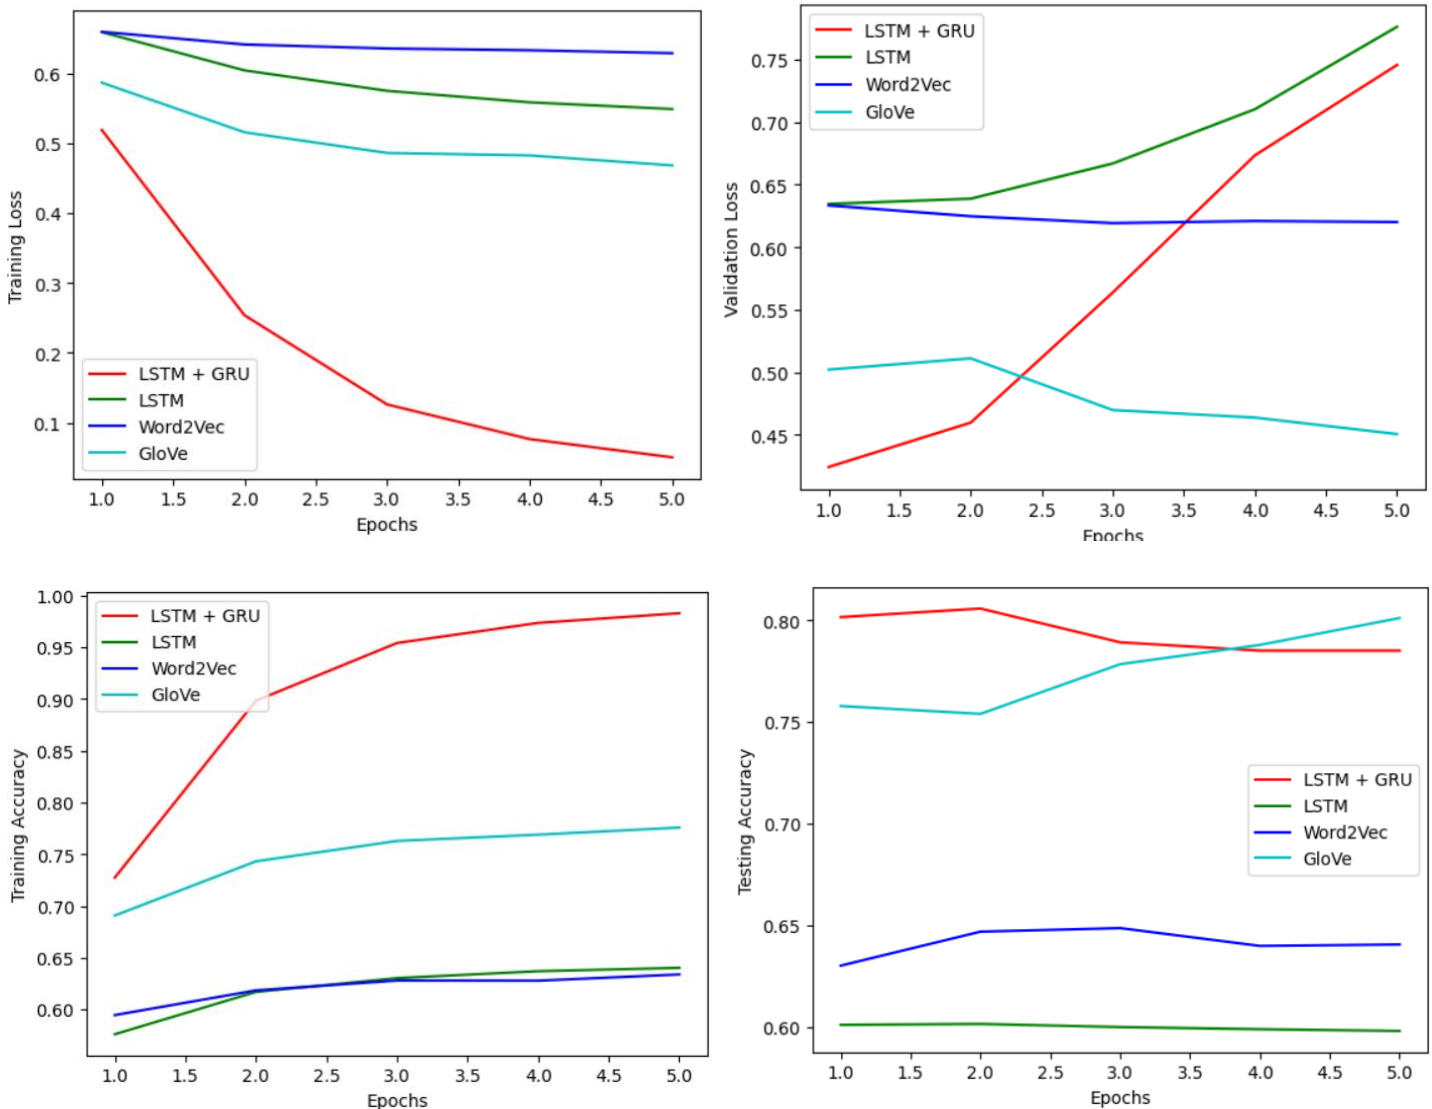 0.6
0.5
0.4
0.3
0.2
0.1
Training Loss
LSTM + GRU
LSTM
Word2Vec
GloVe
1.0 1.5 2.0 2.5 3.0 3.5 4.0 4.5 5.0
Epochs
LSTM + GRU
LSTM
Word2Vec
GloVe
0.75
0.70
0.65
0.60
0.55
0.50
0.45
Validation Loss
1.0 1.5 2.0 2.5 3.0 3.5 4.0 4.5 5.0
Epochs
LSTM + GRU
LSTM
Word2Vec
GloVe
1.00
0.95
0.90
0.85
0.80
0.75
0.70
0.65
0.60
Training Accuracy
1.0 1.5 2.0 2.5 3.0 3.5 4.0 4.5 5.0
Epochs
0.80
0.75
0.70
0.65
0.60
Testing Accuracy
LSTM + GRU
LSTM
Word2Vec
GloVe
1.0 1.5 2.0 2.5 3.0 3.5 4.0 4.5 5.0
Epochs